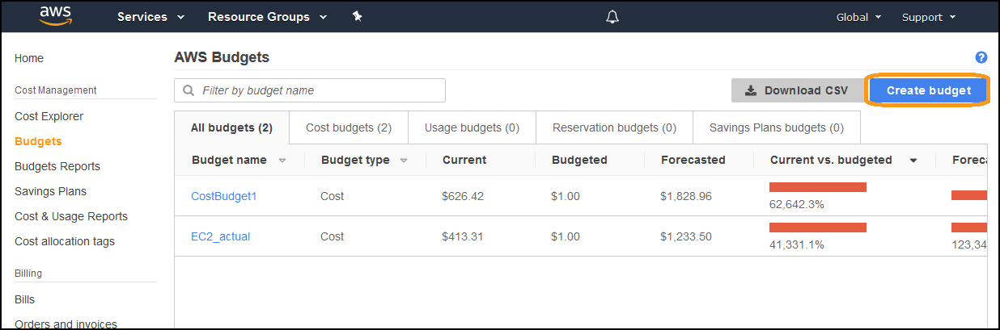 aws Services Resource Groups Global Support
Home
AWS Budgets ?
Cost Management
Filter by budget name Download CSV Create budget
Cost Explorer
All budgets (2) Cost budgets (2) Usage budgets (0) Reservation budgets (0) Savings Plans budgets (0)
Budgets
Budget name Budget type Current Budgeted Forecasted Current vs. budgeted Foreca
Budgets Reports
Savings Plans
CostBudget1 Cost $626.42 $1.00 $1,828.96 62,642.3%
Cost & Usage Reports
Cost allocation tags
EC2_actual Cost $413.31 $1.00 $1,233.50 41,331.1% 123,34
Billing
Bills
Orders and invoices